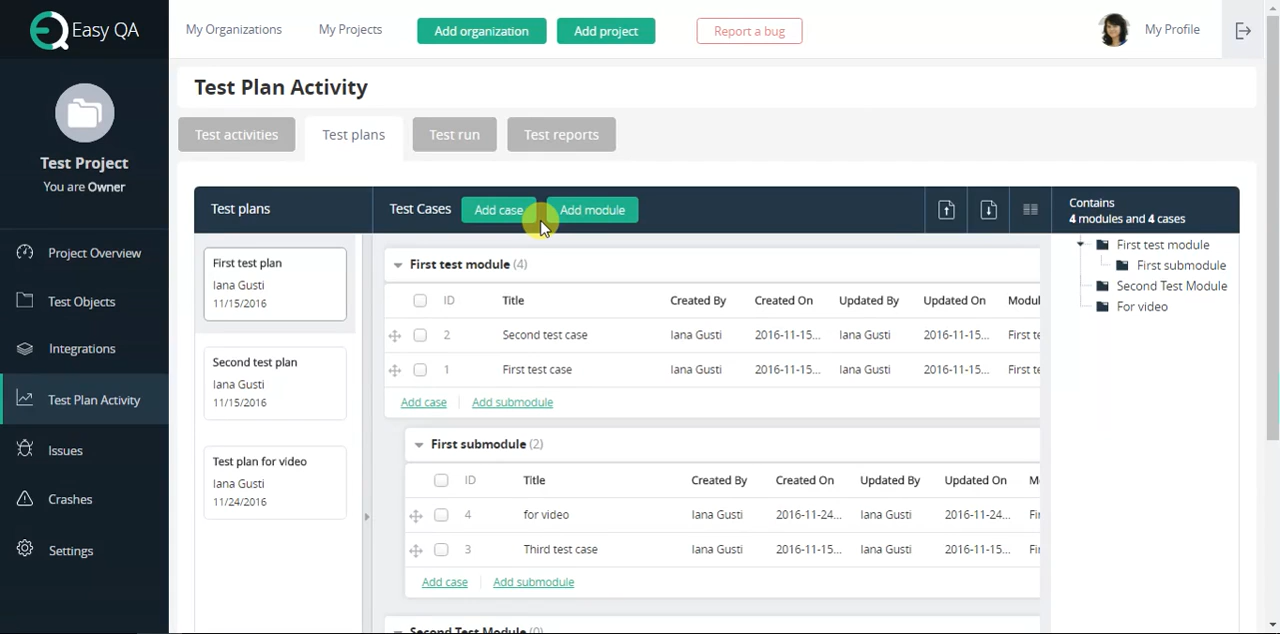 Easy QA
My Organizations My Projects Add organization Add project Report a bug My Profile
Test Project
You are Owner
Project Overview
Test Objects
Integrations
Test Plan Activity
Issues
Crashes
Settings
Test Plan Activity
Test activities Test plans Test run Test reports
Test plans
First test plan
Iana Gusti
11/15/2016
Second test plan
Iana Gusti
11/15/2016
Test plan for video
Iana Gusti
11/24/2016
Test Cases Add case Add module
First test module (4)
ID Title Created By Created On Updated By Updated On Modul
2 Second test case Iana Gusti 2016-11-15... Iana Gusti 2016-11-15... First te
1 First test case Iana Gusti 2016-11-15... Iana Gusti 2016-11-15... First te
Add case Add submodule
First submodule (2)
ID Title Created By Created On Updated By Updated On M
4 for video Iana Gusti 2016-11-24... Iana Gusti 2016-11-24... Fi
3 Third test case Iana Gusti 2016-11-15... Iana Gusti 2016-11-15... Fi
Add case Add submodule
Second Test Module (0)
Contains
4 modules and 4 cases
First test module
First submodule
Second Test Module
For video